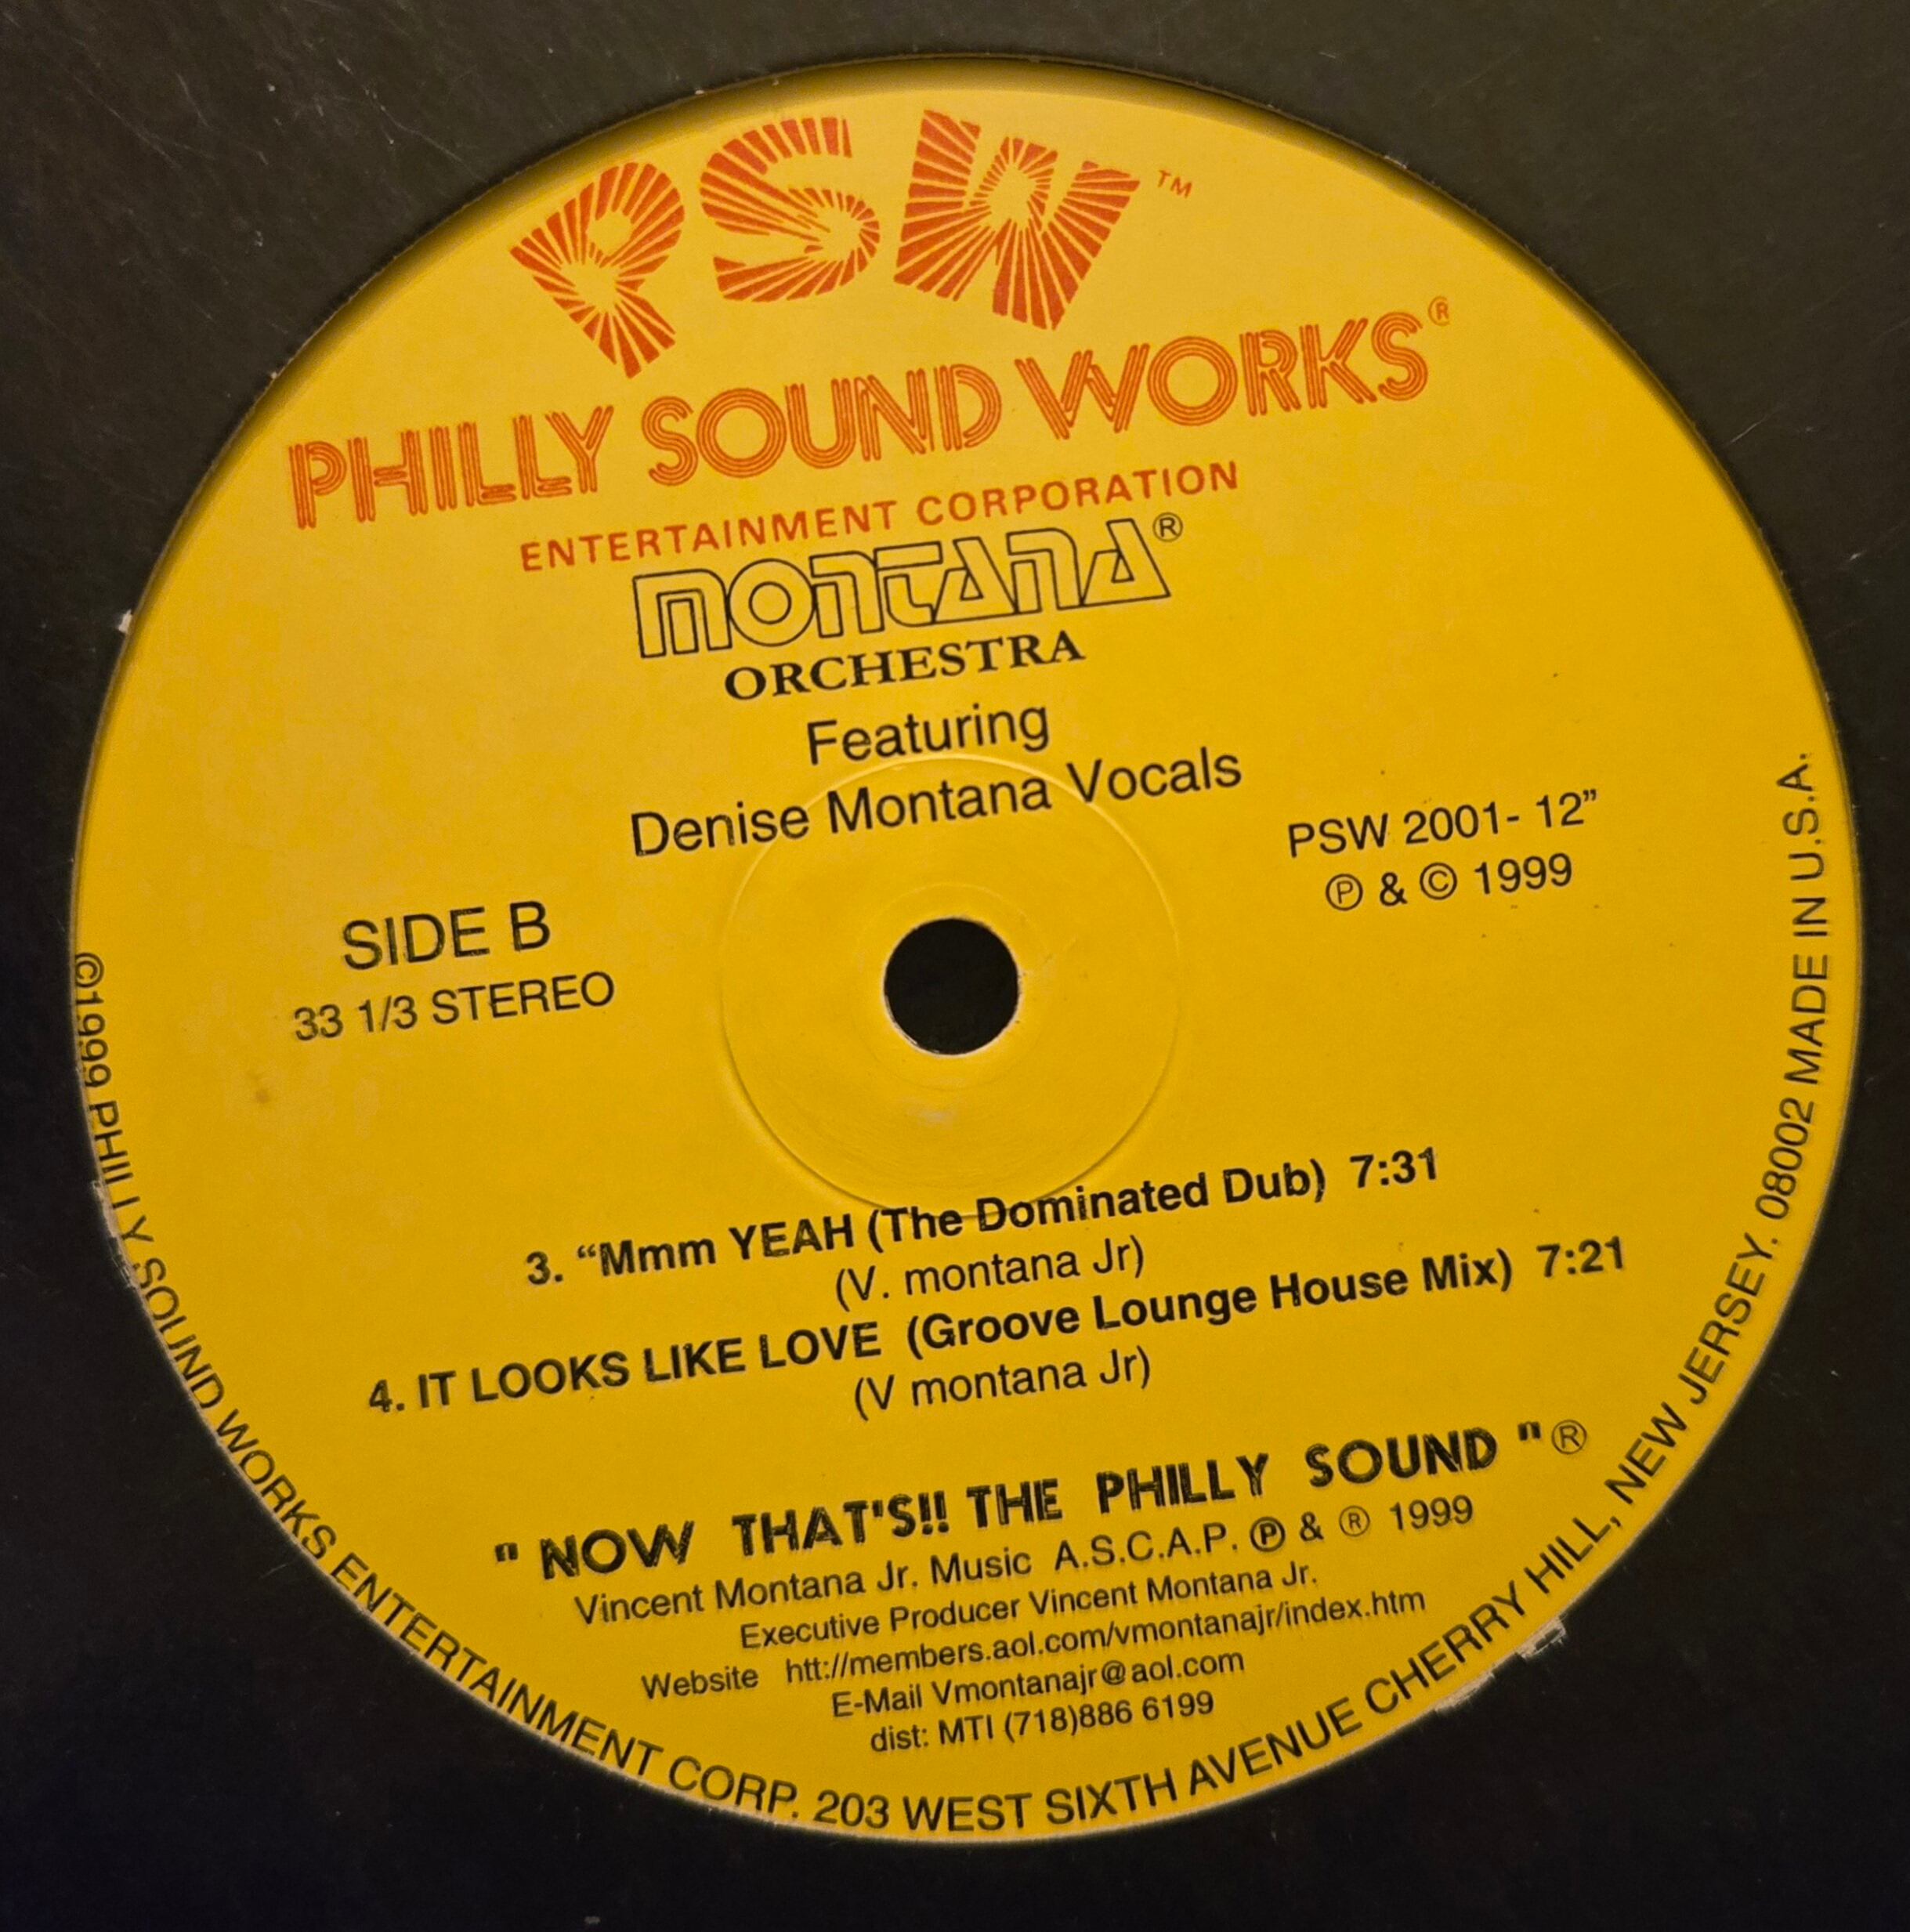 PSW™
PHILLY SOUND WORKS®
ENTERTAINMENT CORPORATION
MONTANA®
ORCHESTRA
Featuring
Denise Montana Vocals
PSW 2001- 12”
℗ & © 1999
SIDE B
33 1/3 STEREO
3. “Mmm YEAH (The Dominated Dub) 7:31
(V. montana Jr)
4. IT LOOKS LIKE LOVE (Groove Lounge House Mix) 7:21
(V montana Jr)
" NOW THAT'S!! THE PHILLY SOUND "®
Vincent Montana Jr. Music A.S.C.A.P. ℗ & ® 1999
Executive Producer Vincent Montana Jr.
Website htt://members.aol.com/vmontanajr/index.htm
E-Mail Vmontanajr@aol.com
dist: MTI (718)886 6199
©1999 PHILLY SOUND WORKS ENTERTAINMENT CORP. 203 WEST SIXTH AVENUE CHERRY HILL, NEW JERSEY. 08002 MADE IN U.S.A.